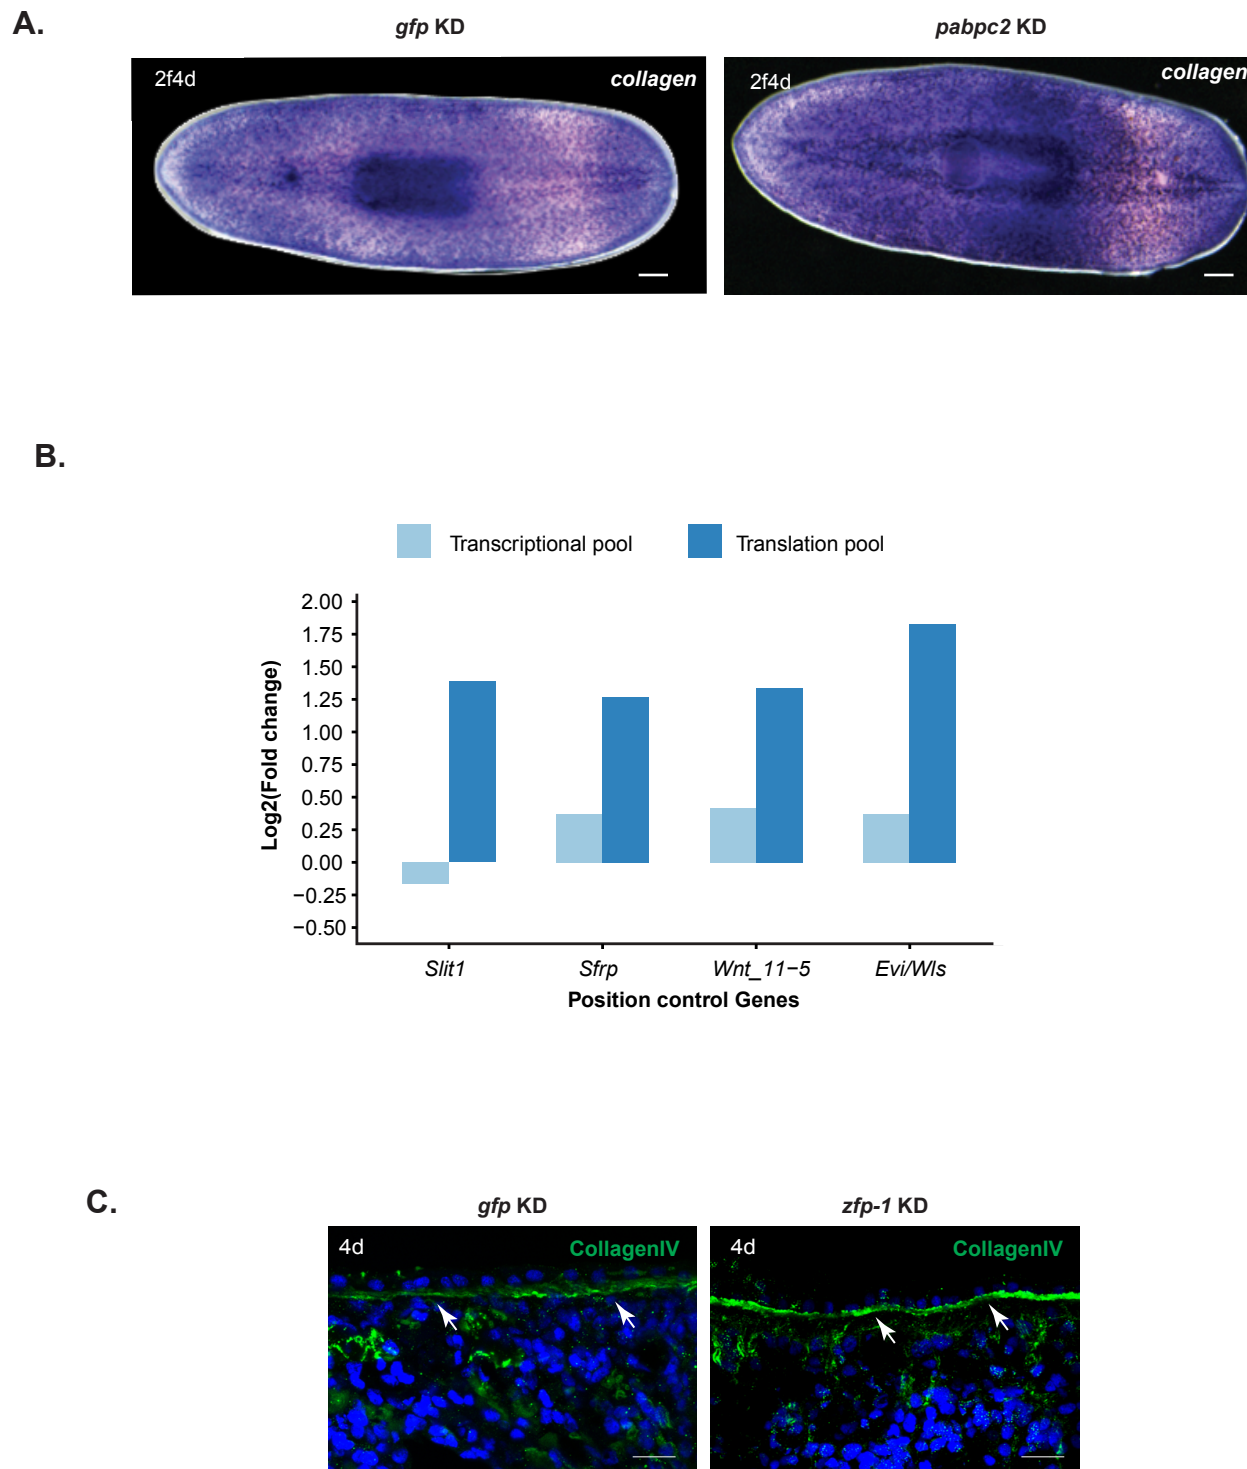 A.
gfp KD
pabpc2 KD
2f4d
collagen
2f4d
collagen
B.
Transcriptional pool
Translation pool
2.00
1.75
1.50
1.25
1.00
0.75
0.50
0.25
0.00
−0.25
−0.50
Log2(Fold change)
Slit1
Sfrp
Wnt_11−5
Evi/Wls
Position control Genes
C.
gfp KD
zfp-1 KD
4d
CollagenIV
4d
CollagenIV